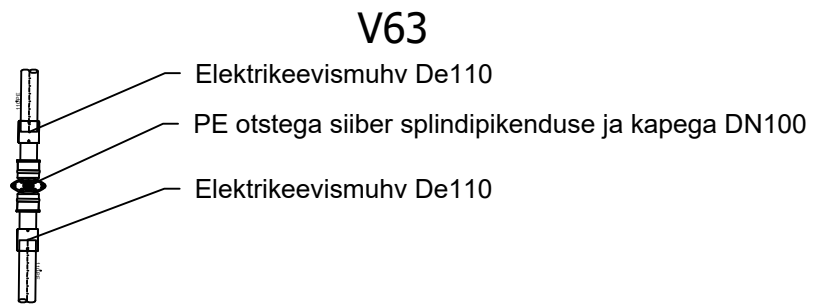 V63
Elektrikeevismuhv De110
PE otstega siiber splindipikenduse ja kapega DN100
Elektrikeevismuhv De110